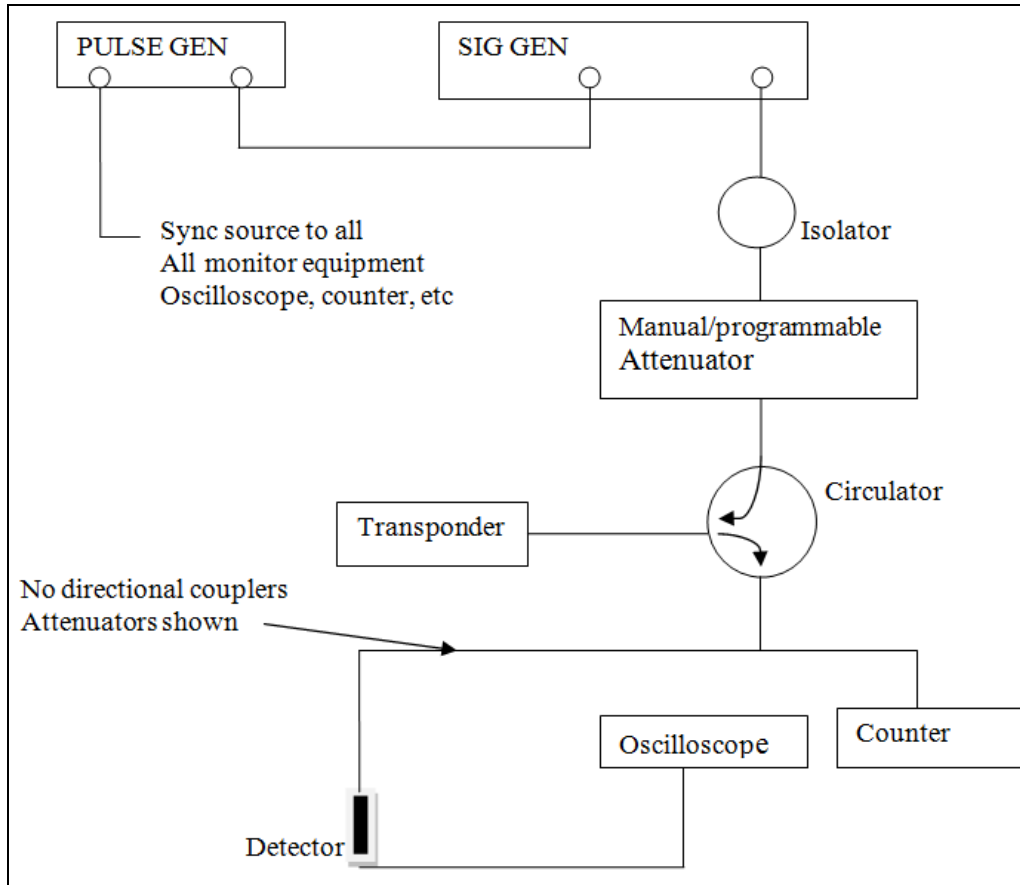 PULSE GEN
SIG GEN
Sync source to all
All monitor equipment
Oscilloscope, counter, etc
Isolator
Manual/programmable
Attenuator
Circulator
Transponder
No directional couplers
Attenuators shown
Oscilloscope
Counter
Detector